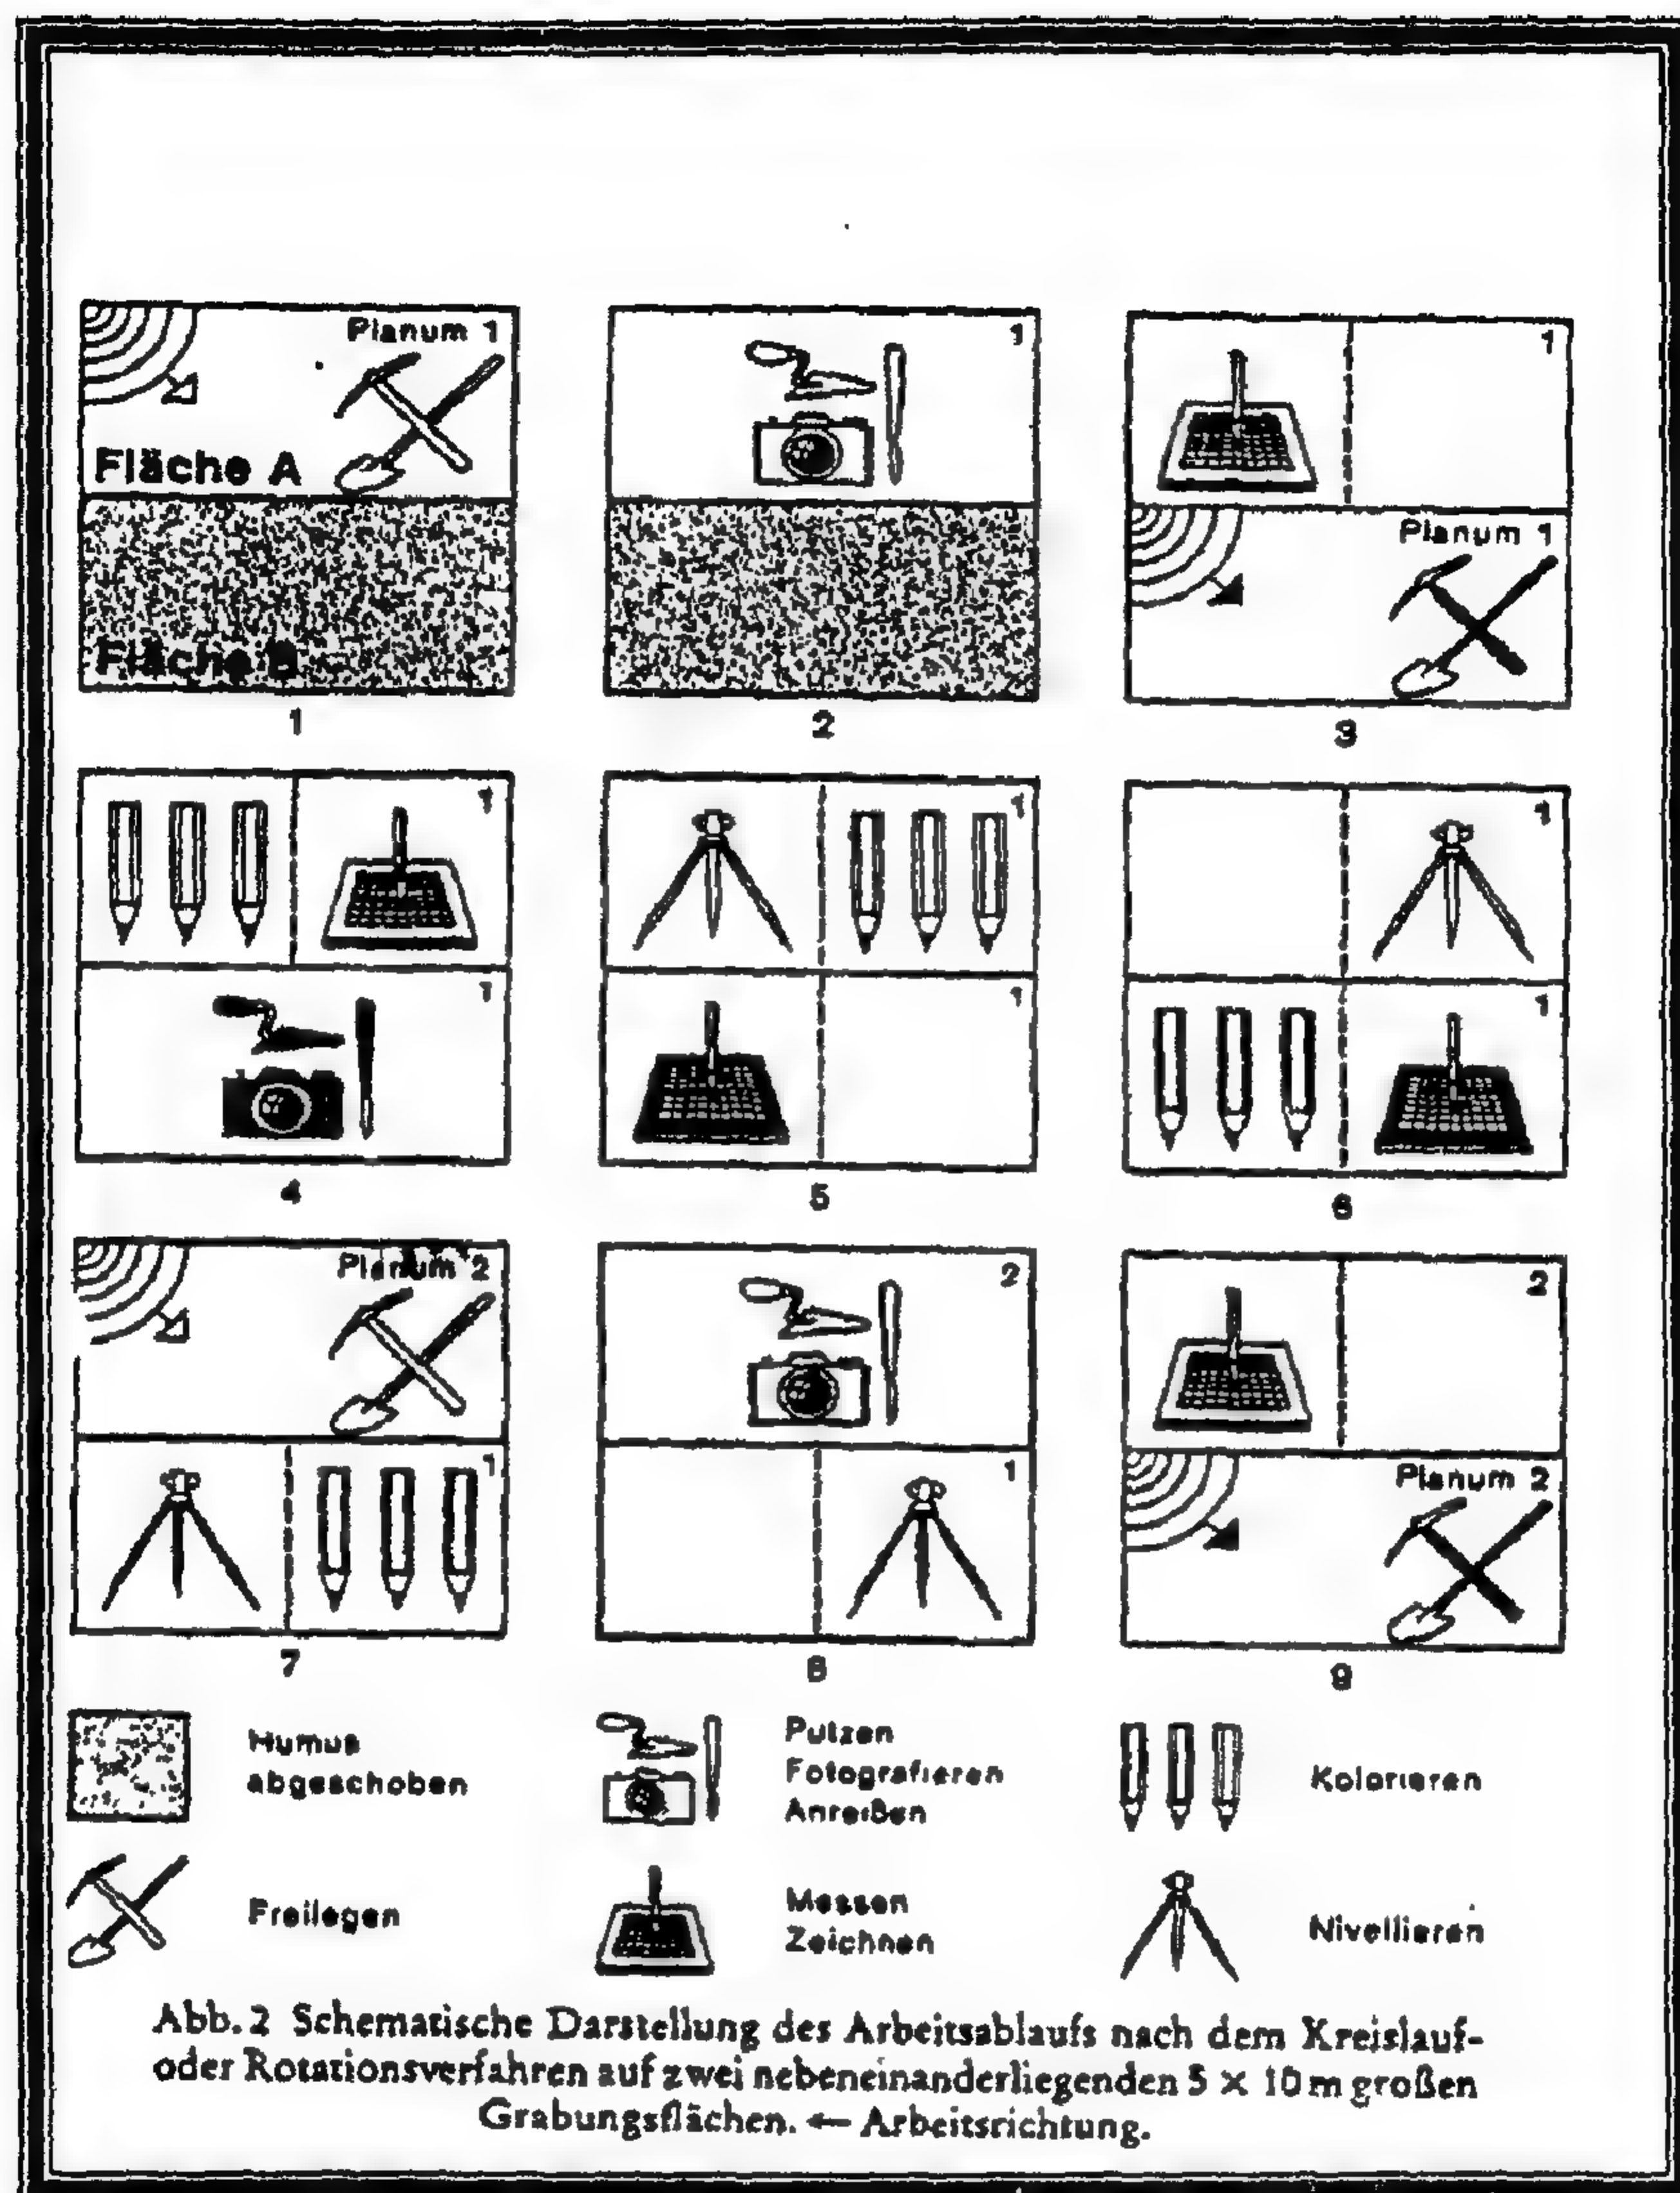 Planum 1
Fläche A
Fläche B
1
1
2
1
Planum 1
3
1
1
4
1
1
5
1
1
6
Planum 2
1
7
2
1
8
2
Planum 2
9
Humus
abgeschoben
Putzen
Fotografieren
Anreißen
Kolorieren
Freilegen
Messen
Zeichnen
Nivellieren
Abb. 2 Schematische Darstellung des Arbeitsablaufs nach dem Kreislauf-
oder Rotationsverfahren auf zwei nebeneinanderliegenden 5 × 10 m großen
Grabungsflächen. ← Arbeitsrichtung.